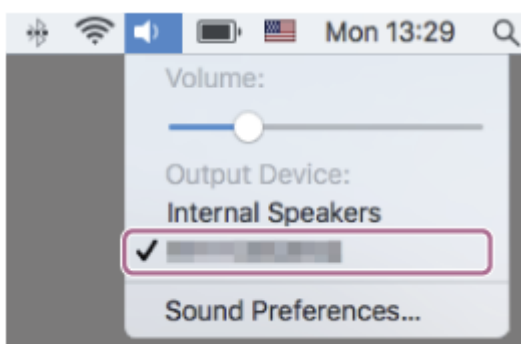 Mon 13:29
Volume:
Output Device:
Internal Speakers
Sound Preferences...